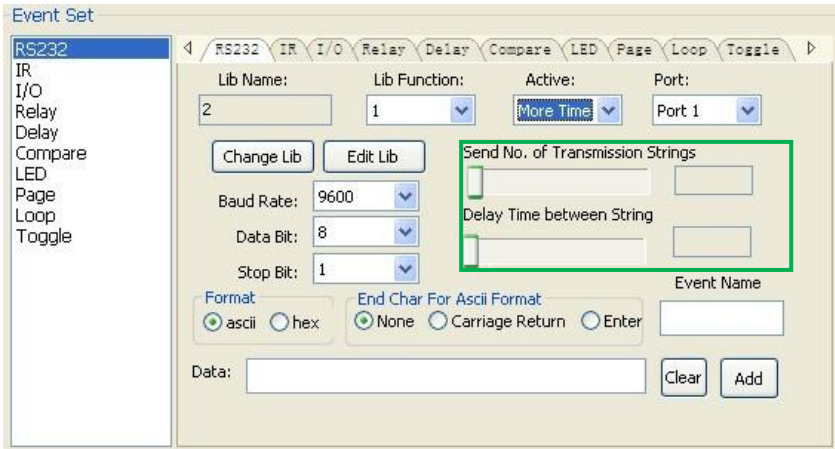 Event Set
RS232
IR
I/O
Relay
Delay
Compare
LED
Page
Loop
Toggle
RS232 IR I/O Relay Delay Compare LED Page Loop Toggle
Lib Name: Lib Function: Active: Port:
2 1 More Time Port 1
Change Lib Edit Lib
Send No. of Transmission Strings
Baud Rate: 9600
Delay Time between String
Data Bit: 8
Stop Bit: 1
Event Name
Format End Char For Ascii Format
ascii hex None Carriage Return Enter
Data: Clear Add